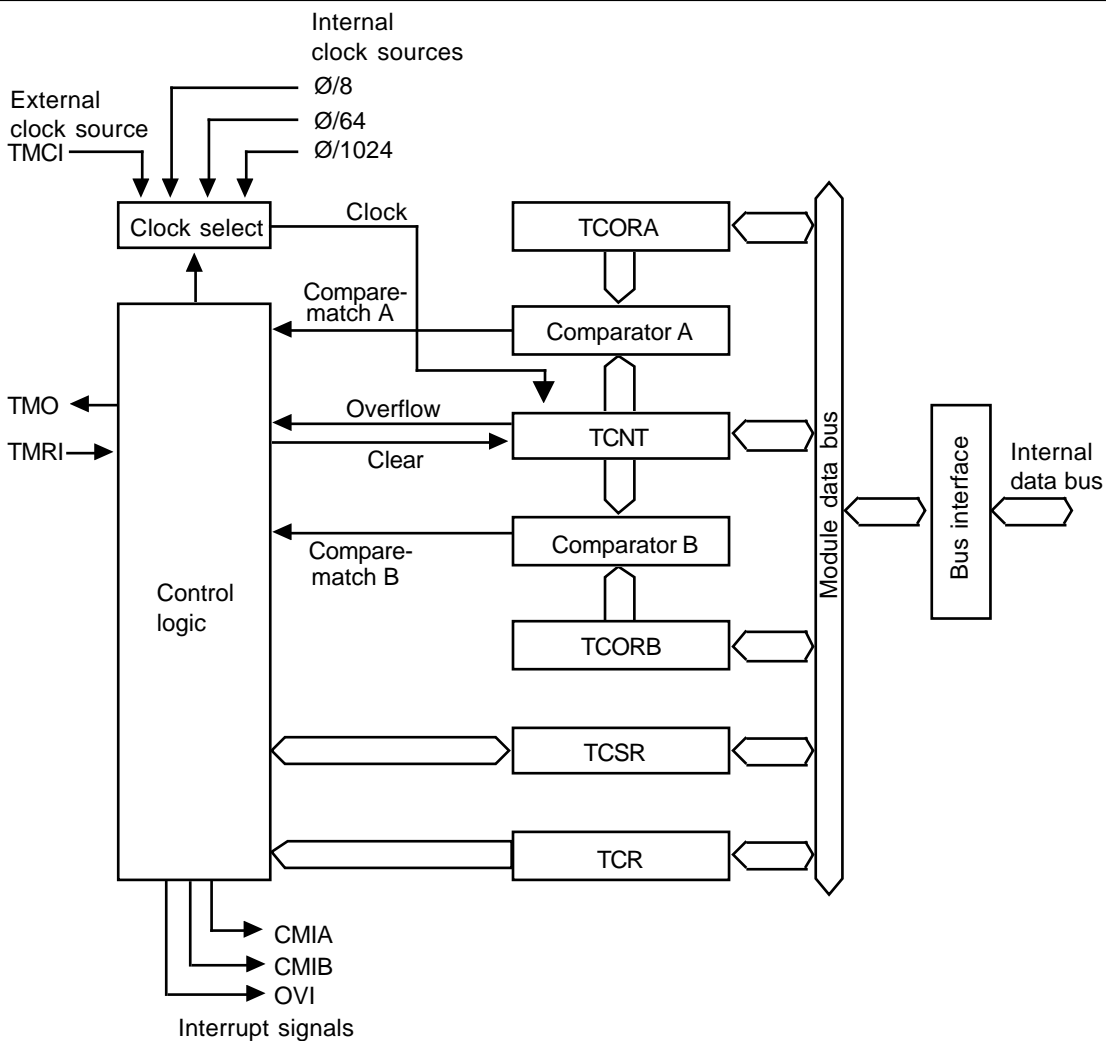 Internal
clock sources
Ø/8
External
clock source
Ø/64
TMCI
Ø/1024
Clock select
Clock
TCORA
Compare-
match A
Comparator A
TMO
Overflow
TCNT
TMRI
Clear
Internal
data bus
Module data bus
Bus interface
Comparator B
Compare-
match B
Control
logic
TCORB
TCSR
TCR
CMIA
CMIB
OVI
Interrupt signals